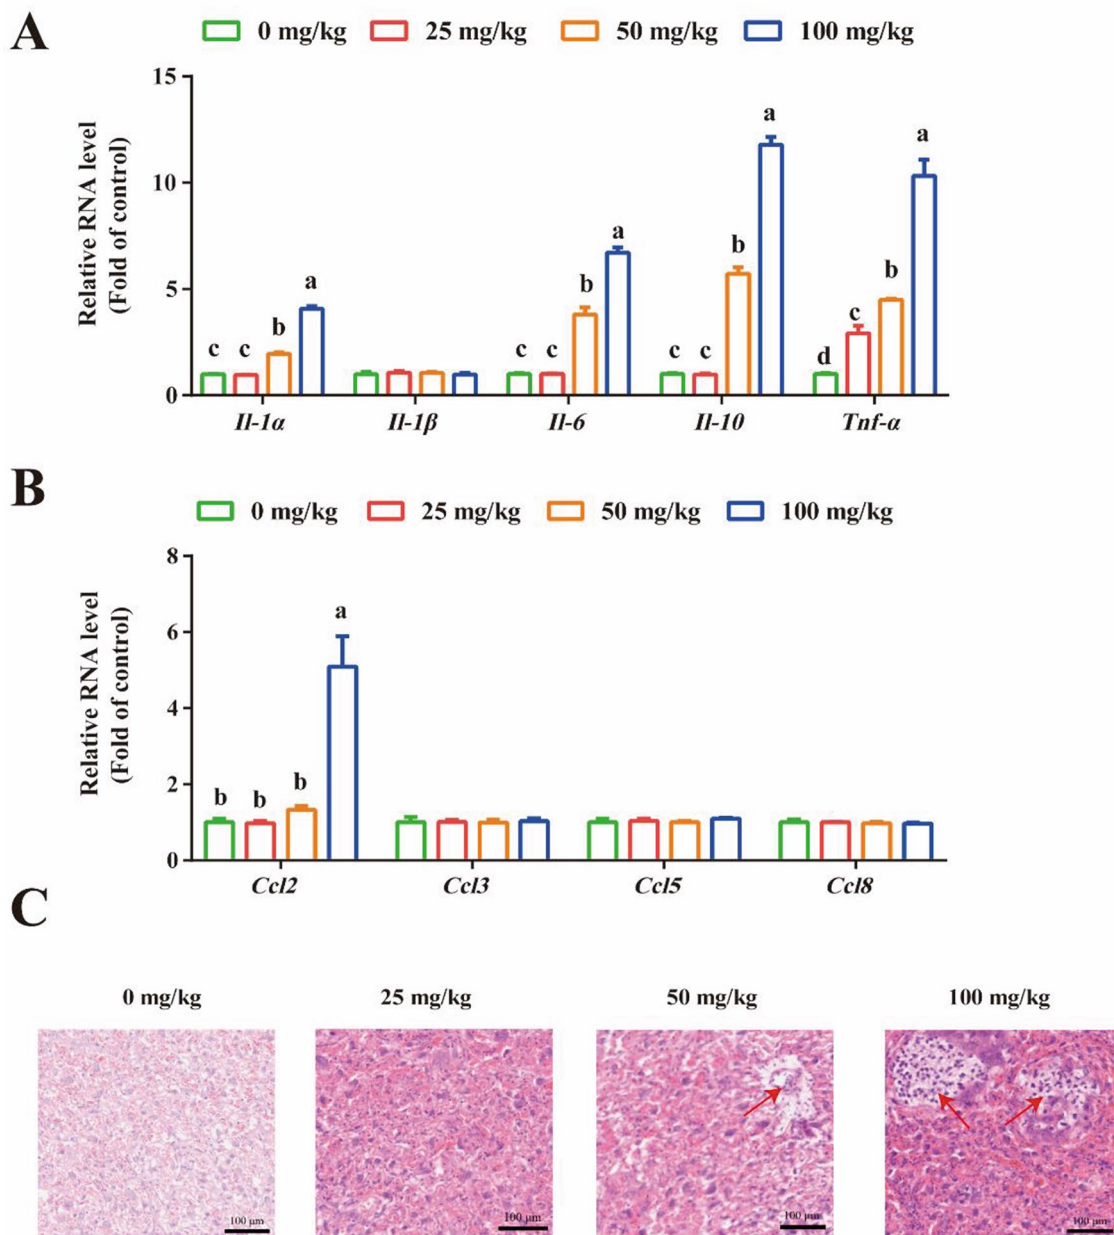 A
0 mg/kg 25 mg/kg 50 mg/kg 100 mg/kg
Relative RNA level
(Fold of control)
15
10
5
0
c c b a
c c b a
c c b a
d c b a
Il-1α Il-1β Il-6 Il-10 Tnf-α
B
0 mg/kg 25 mg/kg 50 mg/kg 100 mg/kg
Relative RNA level
(Fold of control)
8
6
4
2
0
b b b a
Ccl2 Ccl3 Ccl5 Ccl8
C
0 mg/kg 25 mg/kg 50 mg/kg 100 mg/kg
100 μm 100 μm 100 μm 100 μm